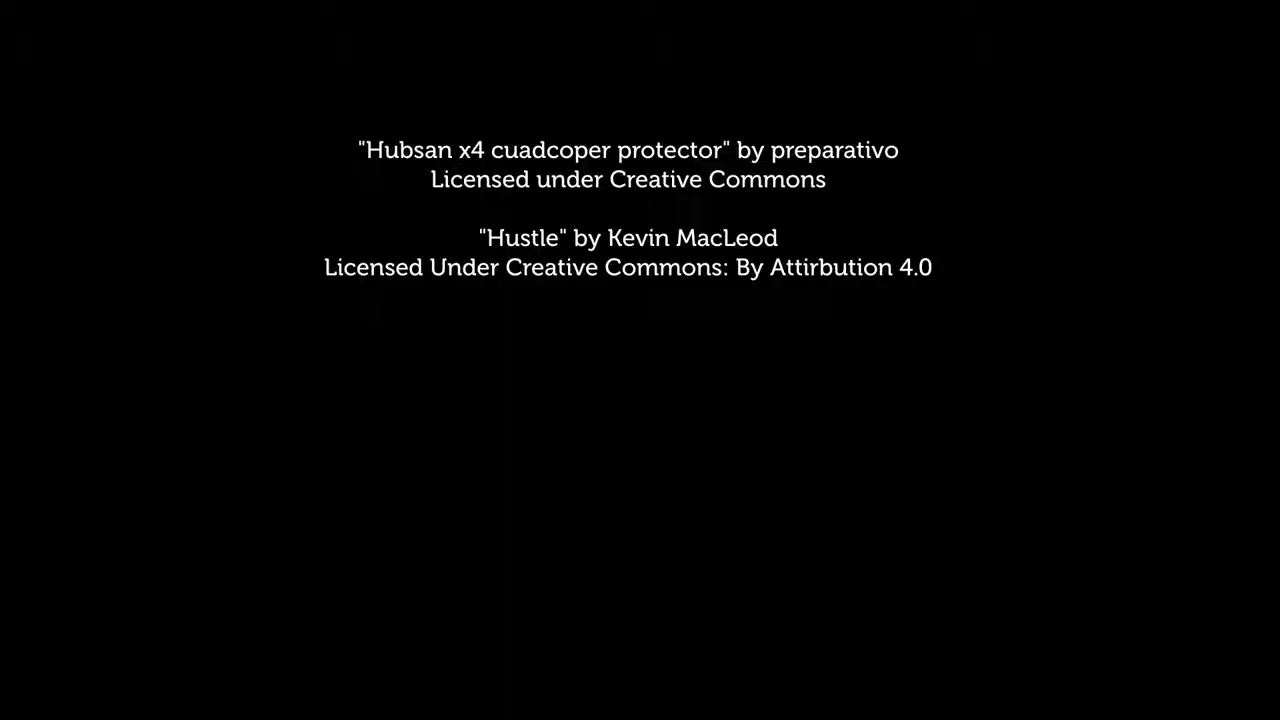 "Hubsan x4 cuadcoper protector" by preparativo
Licensed under Creative Commons
"Hustle" by Kevin MacLeod
Licensed Under Creative Commons: By Attirbution 4.0